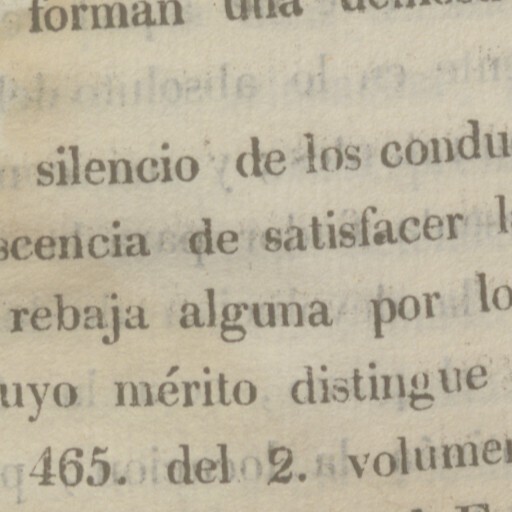 forman una
silencio de los condu
scencia de satisfacer l
rebaja alguna por lo
uyo mérito distingue
465. del 2. volumen